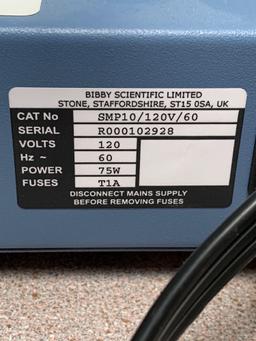 BIBBY SCIENTIFIC LIMITED
STONE, STAFFORDSHIRE, ST15 0SA, UK
CAT No SMP10/120V/60
SERIAL R000102928
VOLTS 120
Hz ~ 60
POWER 75W
FUSES T1A
DISCONNECT MAINS SUPPLY
BEFORE REMOVING FUSES